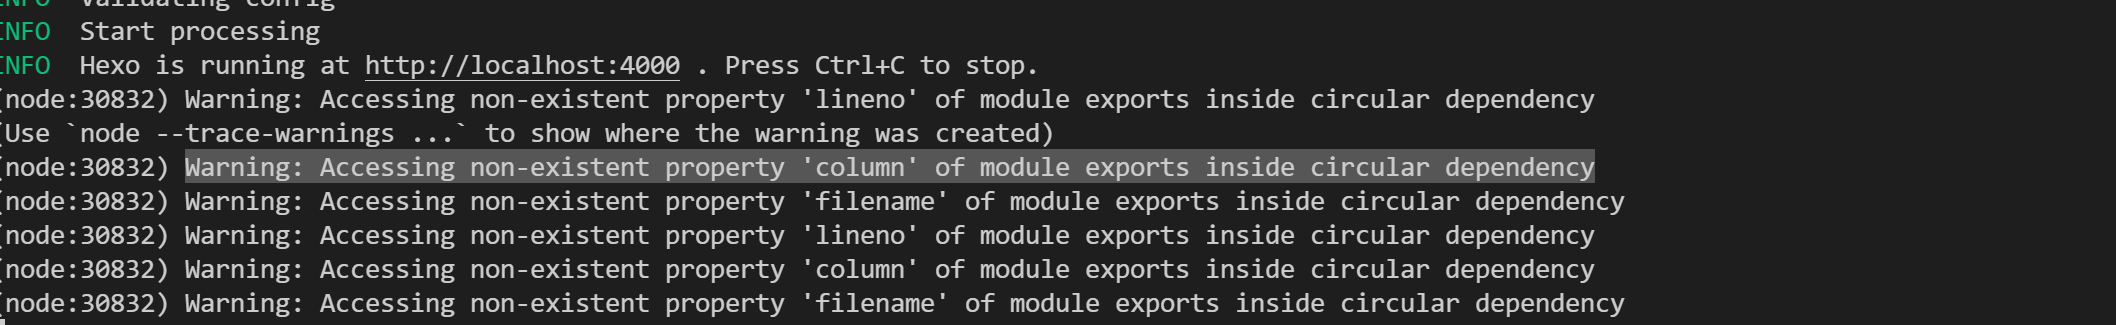 INFO  Validating config
INFO  Start processing
INFO  Hexo is running at http://localhost:4000 . Press Ctrl+C to stop.
(node:30832) Warning: Accessing non-existent property 'lineno' of module exports inside circular dependency
(Use `node --trace-warnings ...` to show where the warning was created)
(node:30832) Warning: Accessing non-existent property 'column' of module exports inside circular dependency
(node:30832) Warning: Accessing non-existent property 'filename' of module exports inside circular dependency
(node:30832) Warning: Accessing non-existent property 'lineno' of module exports inside circular dependency
(node:30832) Warning: Accessing non-existent property 'column' of module exports inside circular dependency
(node:30832) Warning: Accessing non-existent property 'filename' of module exports inside circular dependency